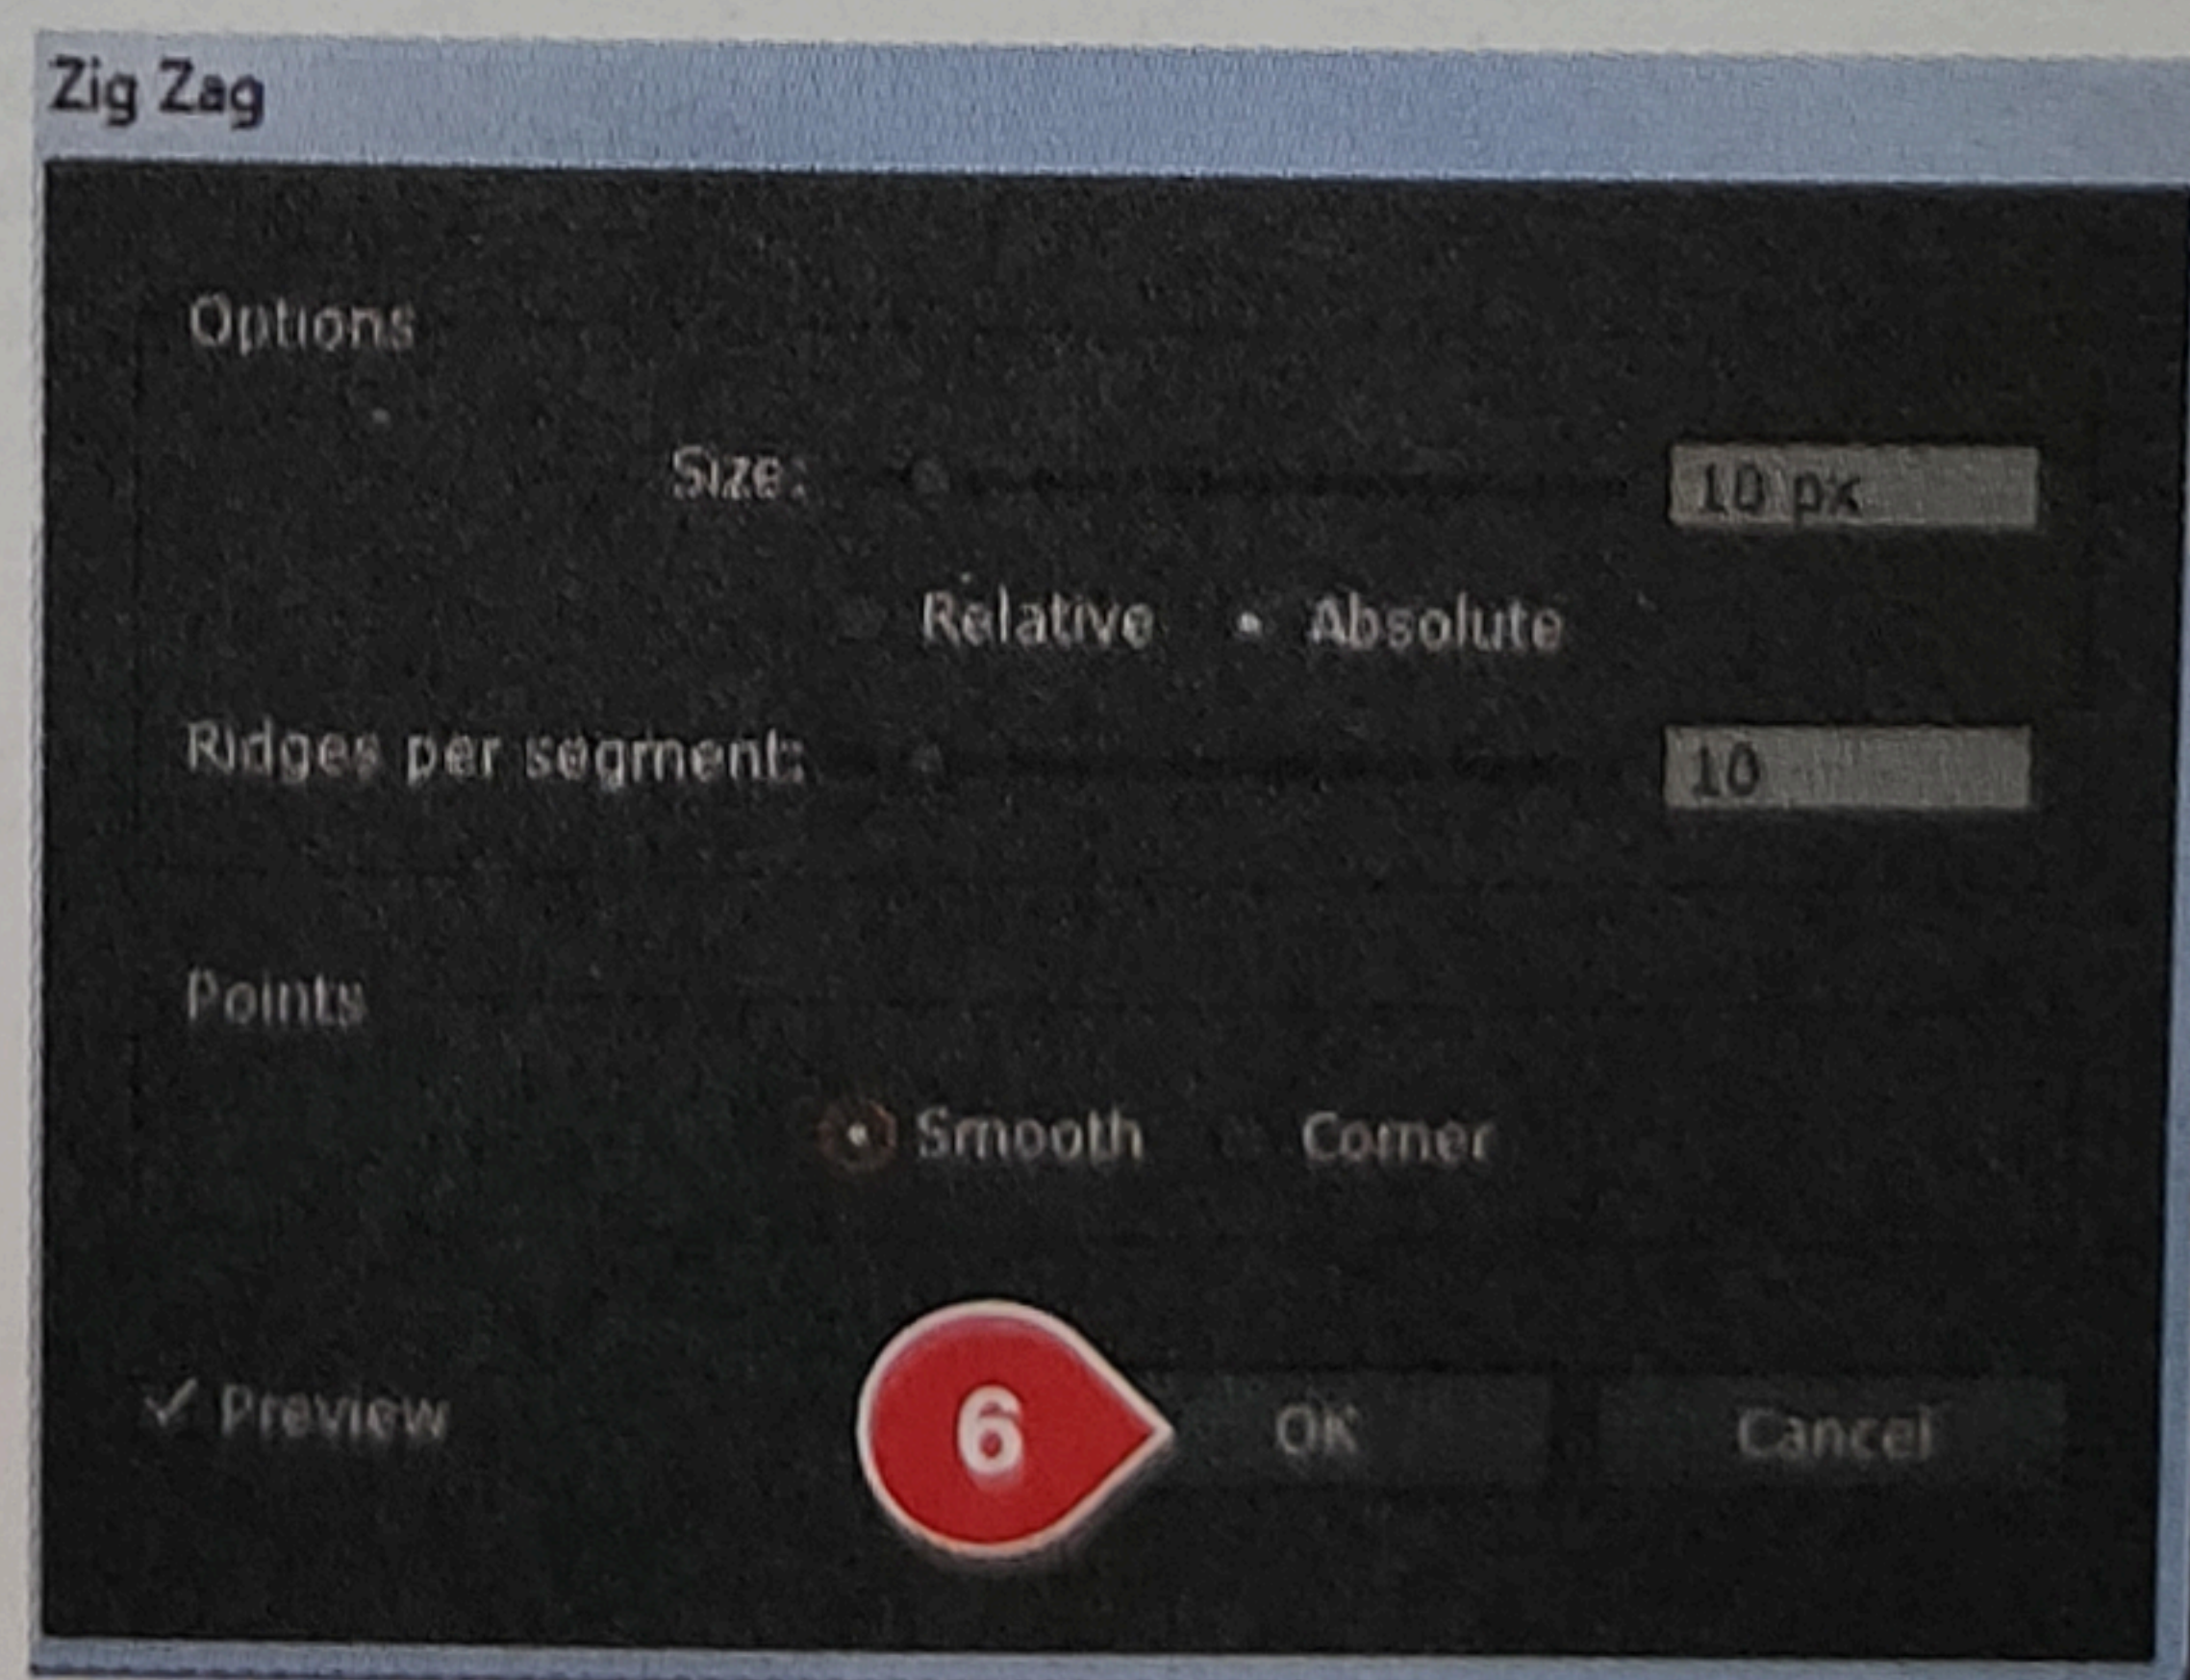 Zig Zag
Options
Size: 10 px
Relative Absolute
Ridges per segment: 10
Points
Smooth Corner
✓ Preview 6 OK Cancel